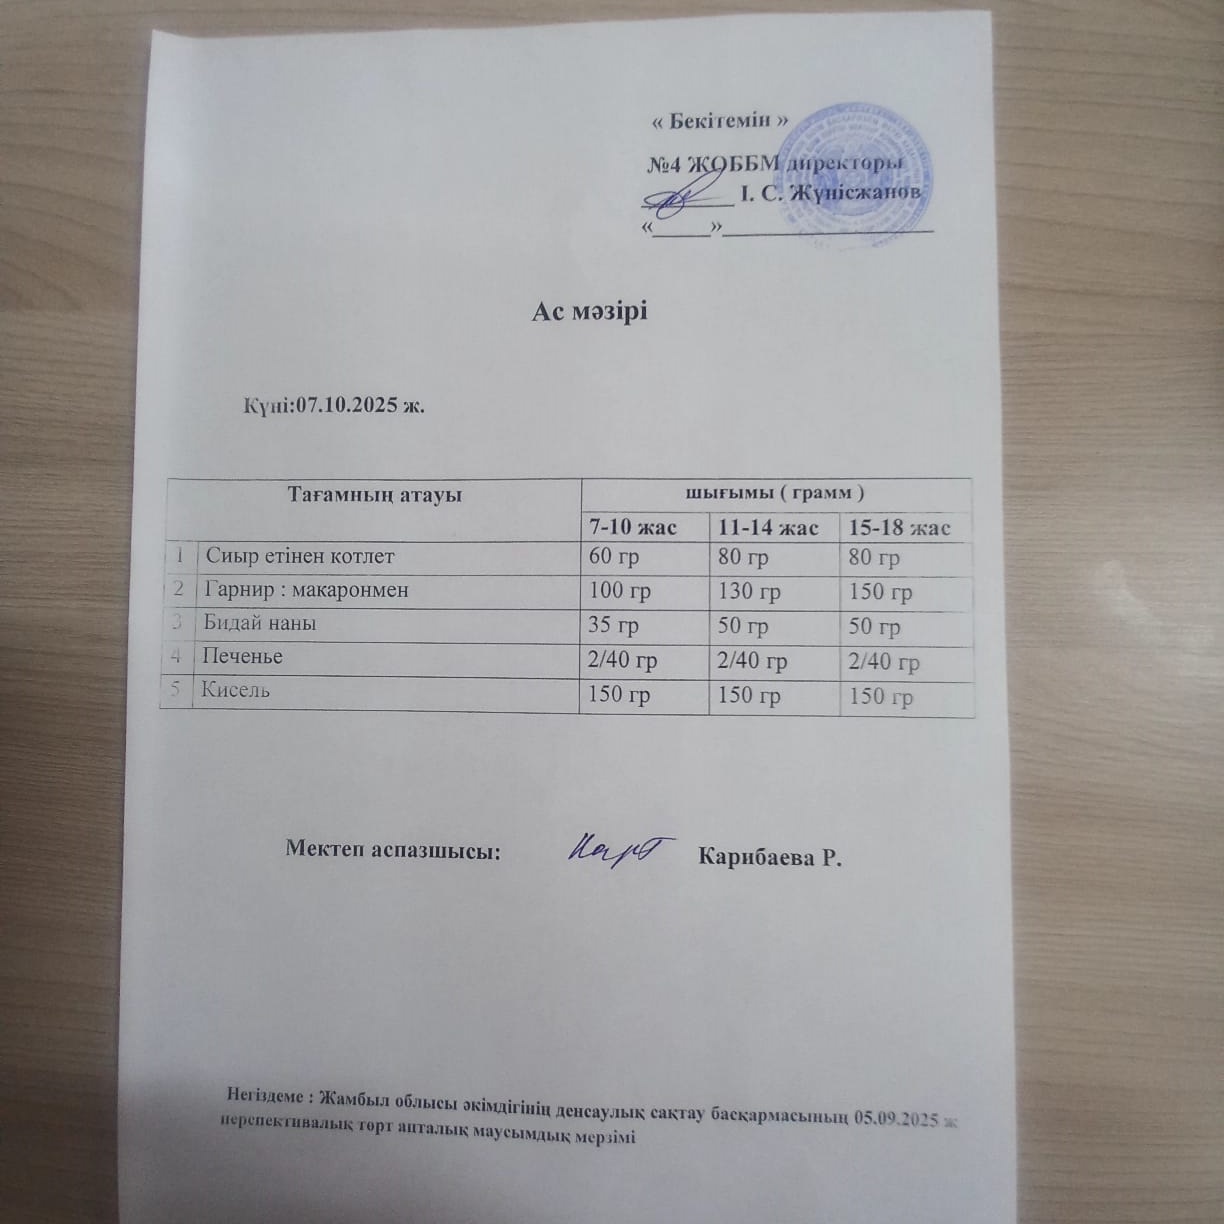 « Бекітемін »
№4 ЖОББМ директоры
________ І. С. Жүнісжанов
«_____»__________________
Ас мәзірі
Күні:07.10.2025 ж.
Тағамның атауы шығымы ( грамм )
7-10 жас 11-14 жас 15-18 жас
1 Сиыр етінен котлет 60 гр 80 гр 80 гр
2 Гарнир : макаронмен 100 гр 130 гр 150 гр
3 Бидай наны 35 гр 50 гр 50 гр
4 Печенье 2/40 гр 2/40 гр 2/40 гр
5 Кисель 150 гр 150 гр 150 гр
Мектеп аспазшысы: Карибаева Р.
Негіздеме : Жамбыл облысы әкімдігінің денсаулық сақтау басқармасының 05.09.2025 ж
перспективалық төрт апталық маусымдық мерзімі